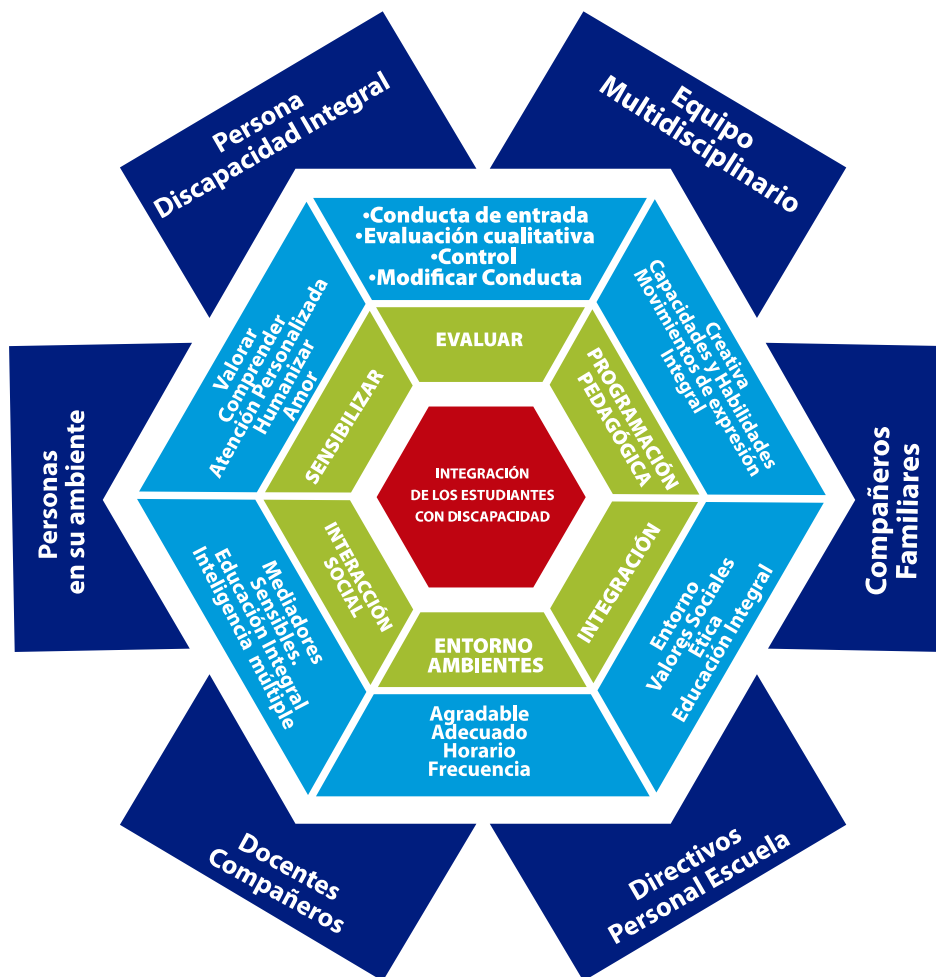 Persona
Discapacidad Integral
Equipo
Multidisciplinario
•Conducta de entrada
•Evaluación cualitativa
•Control
•Modificar Conducta
Valorar
Comprender
Atención Personalizada
Humanizar
Amor
Creativa
Capacidades y Habilidades
Movimientos de expresión
Integral
EVALUAR
SENSIBILIZAR
PROGRAMACIÓN
PEDAGÓGICA
Personas
en su ambiente
INTEGRACIÓN
DE LOS ESTUDIANTES
CON DISCAPACIDAD
Compañeros
Familiares
INTERACCIÓN
SOCIAL
INTEGRACIÓN
ENTORNO
AMBIENTES
Mediadores
Sensibles.
Educación Integral
Inteligencia múltiple
Entorno
Valores Sociales
Ética
Educación Integral
Agradable
Adecuado
Horario
Frecuencia
Docentes
Compañeros
Directivos
Personal Escuela